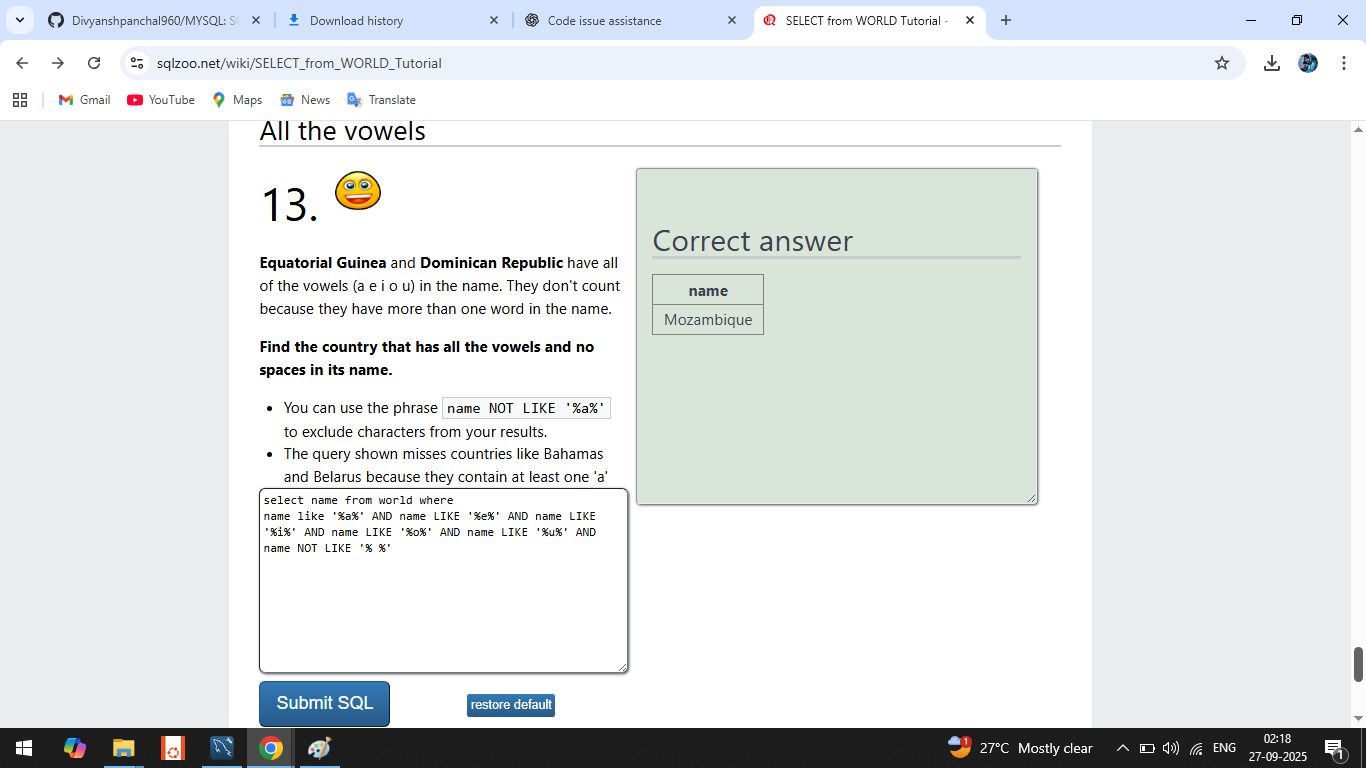 Divyanshpanchal960/MYSQL: S
Download history
Code issue assistance
SELECT from WORLD Tutorial -
sqlzoo.net/wiki/SELECT_from_WORLD_Tutorial
Gmail
YouTube
Maps
News
Translate
All the vowels
13.
Equatorial Guinea and Dominican Republic have all
of the vowels (a e i o u) in the name. They don't count
because they have more than one word in the name.
Find the country that has all the vowels and no
spaces in its name.
You can use the phrase name NOT LIKE '%a%'
to exclude characters from your results.
The query shown misses countries like Bahamas
and Belarus because they contain at least one 'a'
select name from world where
name like '%a%' AND name LIKE '%e%' AND name LIKE
'%i%' AND name LIKE '%o%' AND name LIKE '%u%' AND
name NOT LIKE '% %'
Submit SQL
restore default
Correct answer
name
Mozambique
1
27°C Mostly clear
ENG
02:18
27-09-2025
1